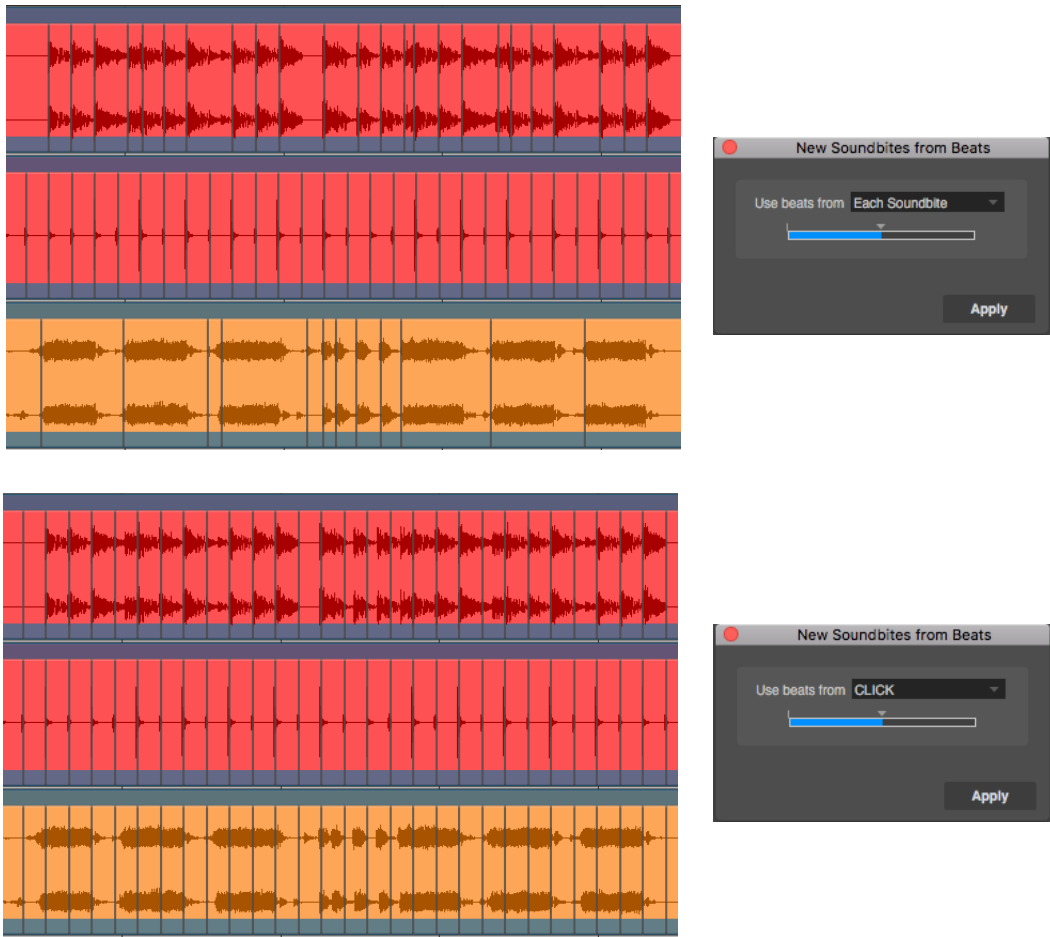 New Soundbites from Beats
Use beats from Each Soundbite
Apply
New Soundbites from Beats
Use beats from CLICK
Apply